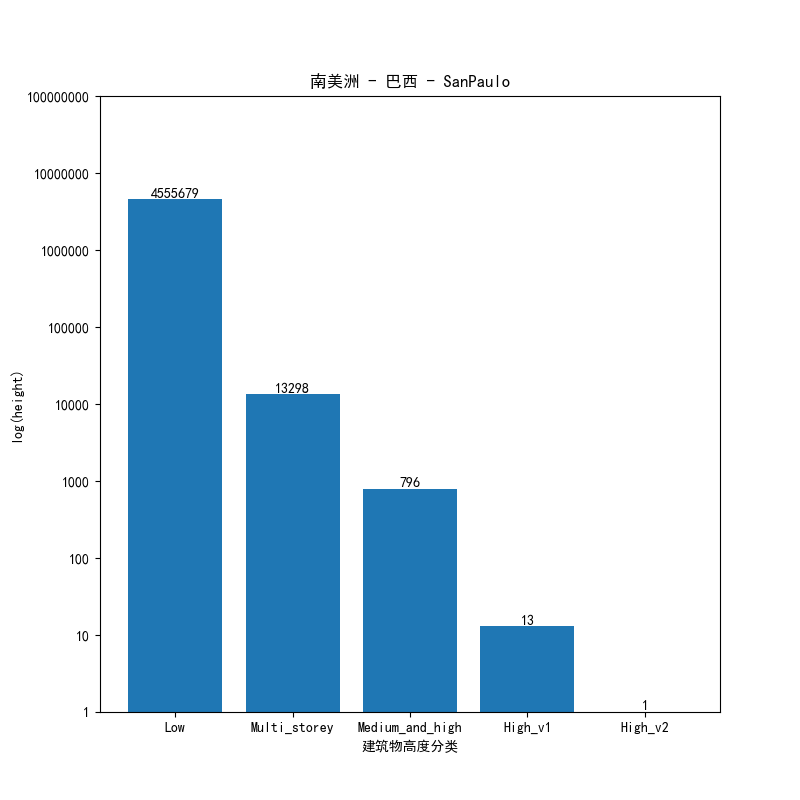 南美洲 - 巴西 - SanPaulo
100000000
10000000
1000000
100000
10000
1000
100
10
1
log(height)
4555679
13298
796
13
1
Low
Multi_storey
Medium_and_high
High_v1
High_v2
建筑物高度分类